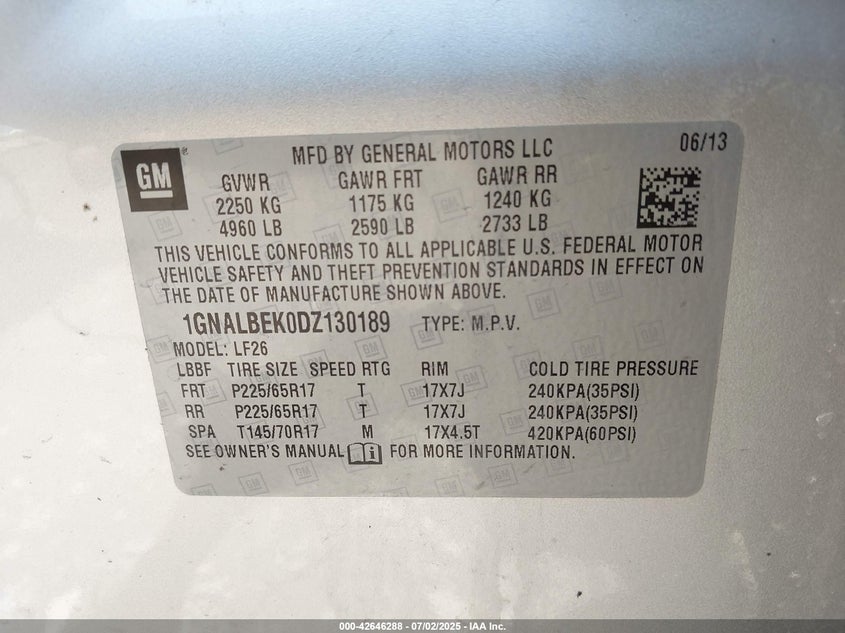 GM
®
MFD BY GENERAL MOTORS LLC
06/13
GVWR GAWR FRT GAWR RR
2250 KG 1175 KG 1240 KG
4960 LB 2590 LB 2733 LB
THIS VEHICLE CONFORMS TO ALL APPLICABLE U.S. FEDERAL MOTOR
VEHICLE SAFETY AND THEFT PREVENTION STANDARDS IN EFFECT ON
THE DATE OF MANUFACTURE SHOWN ABOVE.
1GNALBEK0DZ130189 TYPE: M.P.V.
MODEL: LF26
LBBF TIRE SIZE SPEED RTG RIM COLD TIRE PRESSURE
FRT P225/65R17 T 17X7J 240KPA(35PSI)
RR P225/65R17 T 17X7J 240KPA(35PSI)
SPA T145/70R17 M 17X4.5T 420KPA(60PSI)
SEE OWNER'S MANUAL i FOR MORE INFORMATION.
000-42646288 - 07/02/2025 - IAA Inc.